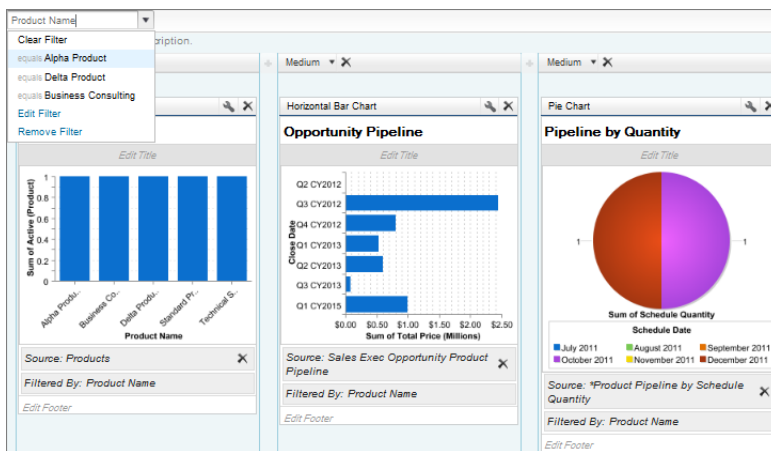 Product Name
Clear Filter
equals Alpha Product
equals Delta Product
equals Business Consulting
Edit Filter
Remove Filter
cription.
Edit Title
Sum of Active (Product)
1
0.8
0.6
0.4
0.2
0
Alpha Produ..
Business Co..
Delta Produ..
Standard Pr..
Technical S..
Product Name
Source: Products
Filtered By: Product Name
Edit Footer
Medium
Horizontal Bar Chart
Opportunity Pipeline
Edit Title
Close Date
Q2 CY2012
Q3 CY2012
Q4 CY2012
Q1 CY2013
Q2 CY2013
Q3 CY2013
Q1 CY2015
$0.00 $0.50 $1.00 $1.50 $2.00 $2.50
Sum of Total Price (Millions)
Source: Sales Exec Opportunity Product
Pipeline
Filtered By: Product Name
Edit Footer
Medium
Pie Chart
Pipeline by Quantity
Edit Title
1
1
Sum of Schedule Quantity
Schedule Date
July 2011 August 2011 September 2011
October 2011 November 2011 December 2011
Source: *Product Pipeline by Schedule
Quantity
Filtered By: Product Name
Edit Footer